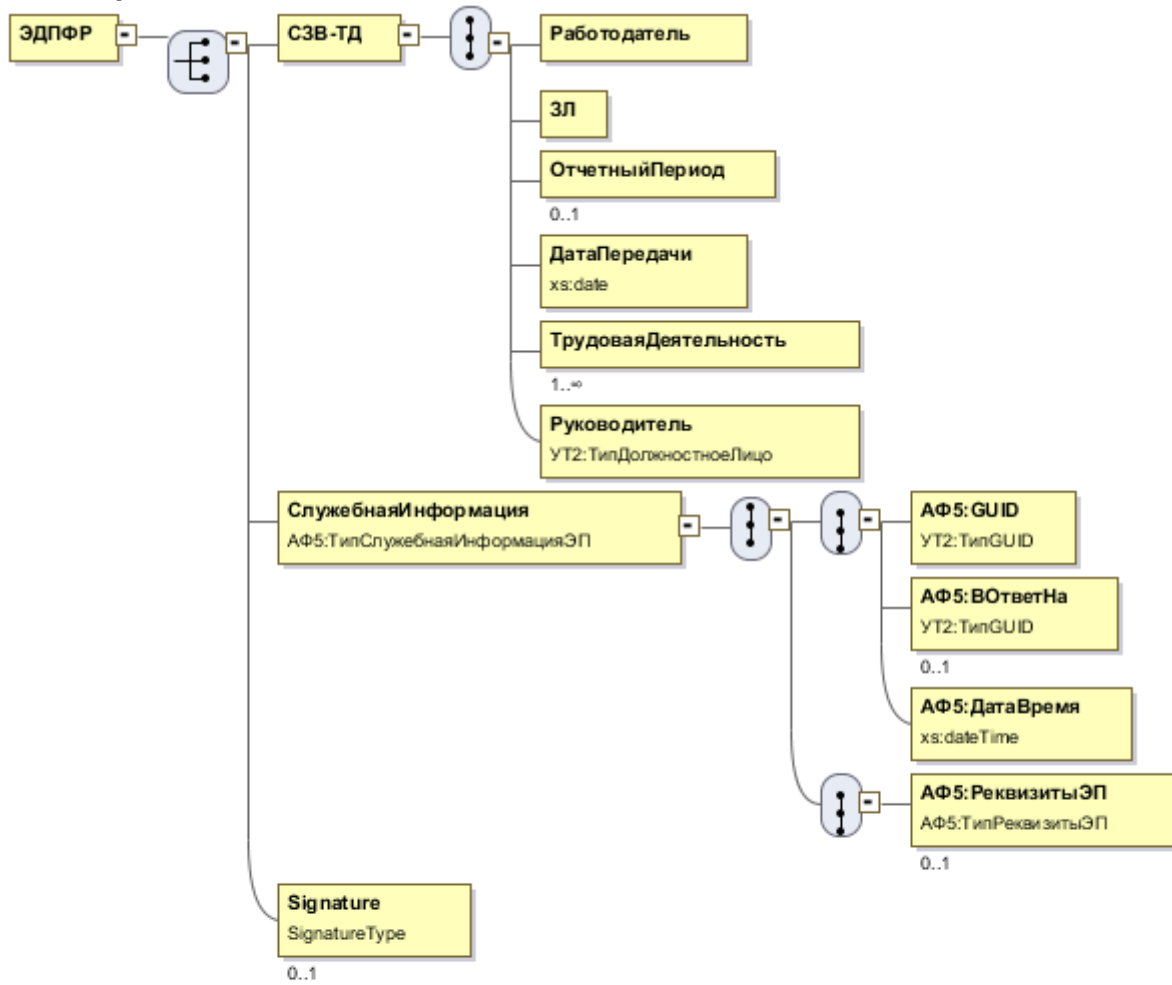 ЭДПФР
СЗВ-ТД
Работодатель
ЗЛ
ОтчетныйПериод
0..1
ДатаПередачи
xs:date
ТрудоваяДеятельность
1..∞
Руководитель
УТ2:ТипДолжностноеЛицо
СлужебнаяИнформация
АФ5:ТипСлужебнаяИнформацияЭП
АФ5:GUID
УТ2:ТипGUID
АФ5:ВОтветНа
УТ2:ТипGUID
0..1
АФ5:ДатаВремя
xs:dateTime
АФ5:РеквизитыЭП
АФ5:ТипРеквизитыЭП
0..1
Signature
SignatureType
0..1